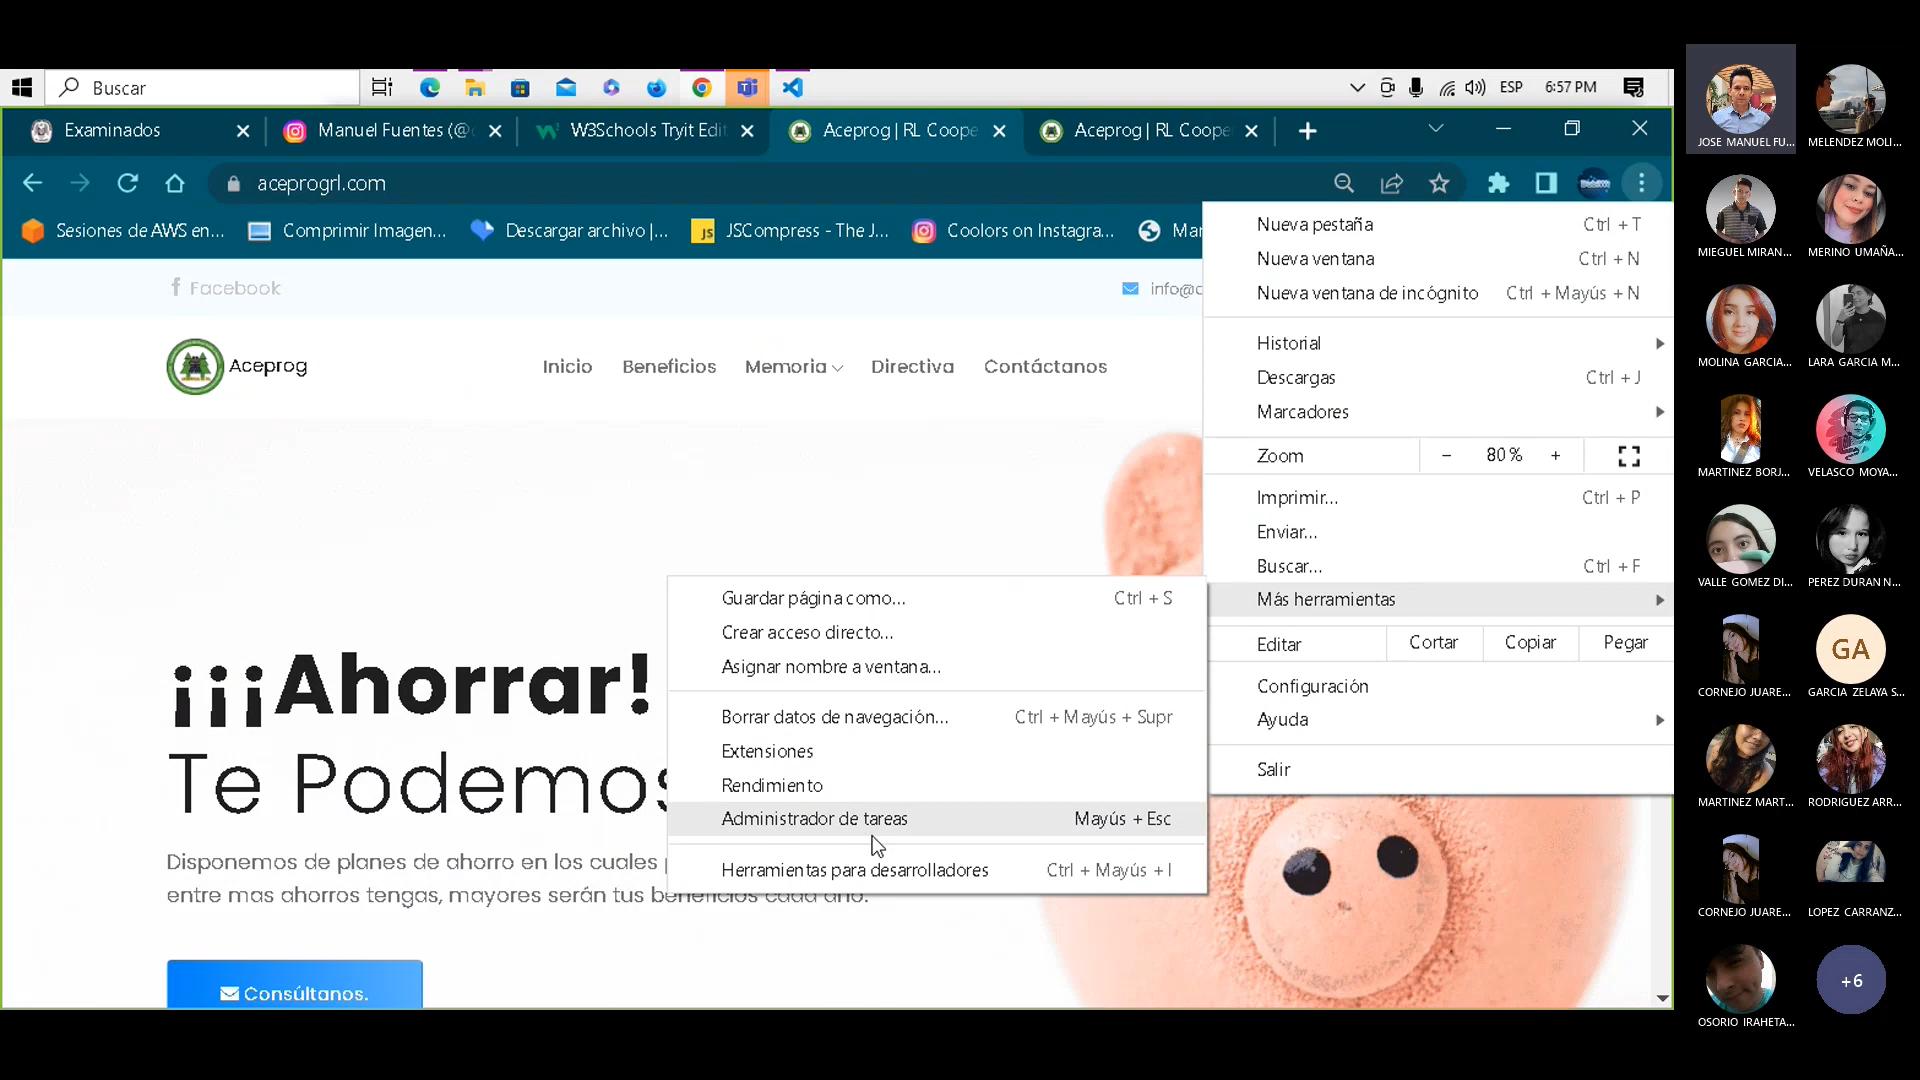 Buscar
ESP
6:57 PM
Examinados
Manuel Fuentes (@
W3Schools Tryit Edit
Aceprog | RL Coope
Aceprog | RL Coope
aceprogrl.com
Sesiones de AWS en...
Comprimir Imagen...
Descargar archivo |...
JS
JSCompress - The J...
Coolors on Instagra...
Mar
Facebook
info@c
Aceprog
Inicio
Beneficios
Memoria
Directiva
Contáctanos
¡¡¡Ahorrar!
Te Podemos
Disponemos de planes de ahorro en los cuales
entre mas ahorros tengas, mayores serán tus beneficios cada año.
Consúltanos.
Nueva pestaña Ctrl + T
Nueva ventana Ctrl + N
Nueva ventana de incógnito Ctrl + Mayús + N
Historial
Descargas Ctrl + J
Marcadores
Zoom - 80% +
Imprimir... Ctrl + P
Enviar...
Buscar... Ctrl + F
Más herramientas
Editar Cortar Copiar Pegar
Configuración
Ayuda
Salir
Guardar página como... Ctrl + S
Crear acceso directo...
Asignar nombre a ventana...
Borrar datos de navegación... Ctrl + Mayús + Supr
Extensiones
Rendimiento
Administrador de tareas Mayús + Esc
Herramientas para desarrolladores Ctrl + Mayús + I
JOSE MANUEL FU...
MELENDEZ MOLI...
MIEGUEL MIRAN...
MERINO UMAÑA...
MOLINA GARCIA...
LARA GARCIA M...
MARTINEZ BORJ...
VELASCO MOYA...
VALLE GOMEZ DI...
PEREZ DURAN N...
CORNEJO JUARE...
GA
GARCIA ZELAYA S...
MARTINEZ MART...
RODRIGUEZ ARR...
CORNEJO JUARE...
LOPEZ CARRANZ...
OSORIO IRAHETA...
+6